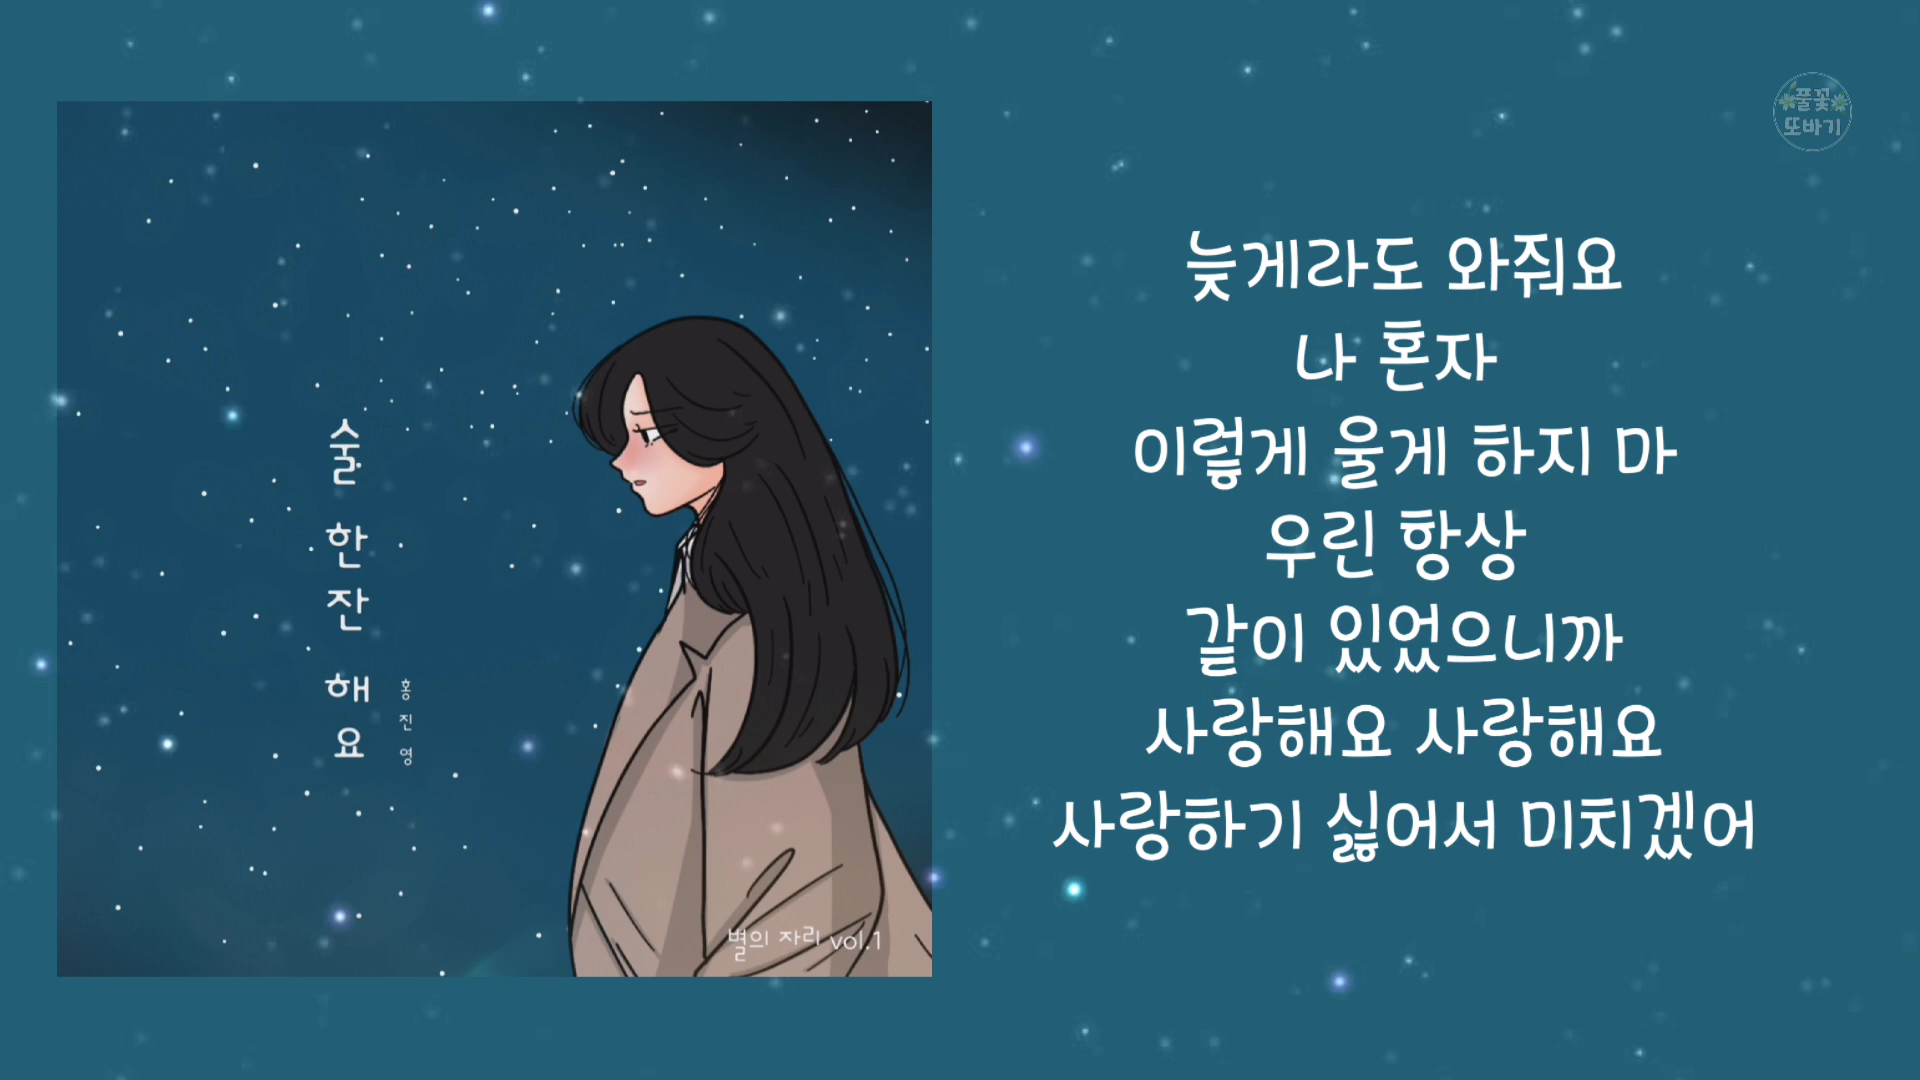 술 한 잔 해 요
홍 진 영
별의 자리 vol.1
풀꽃
또바기
늦게라도 와줘요
나 혼자
이렇게 울게 하지 마
우린 항상
같이 있었으니까
사랑해요 사랑해요
사랑하기 싫어서 미치겠어